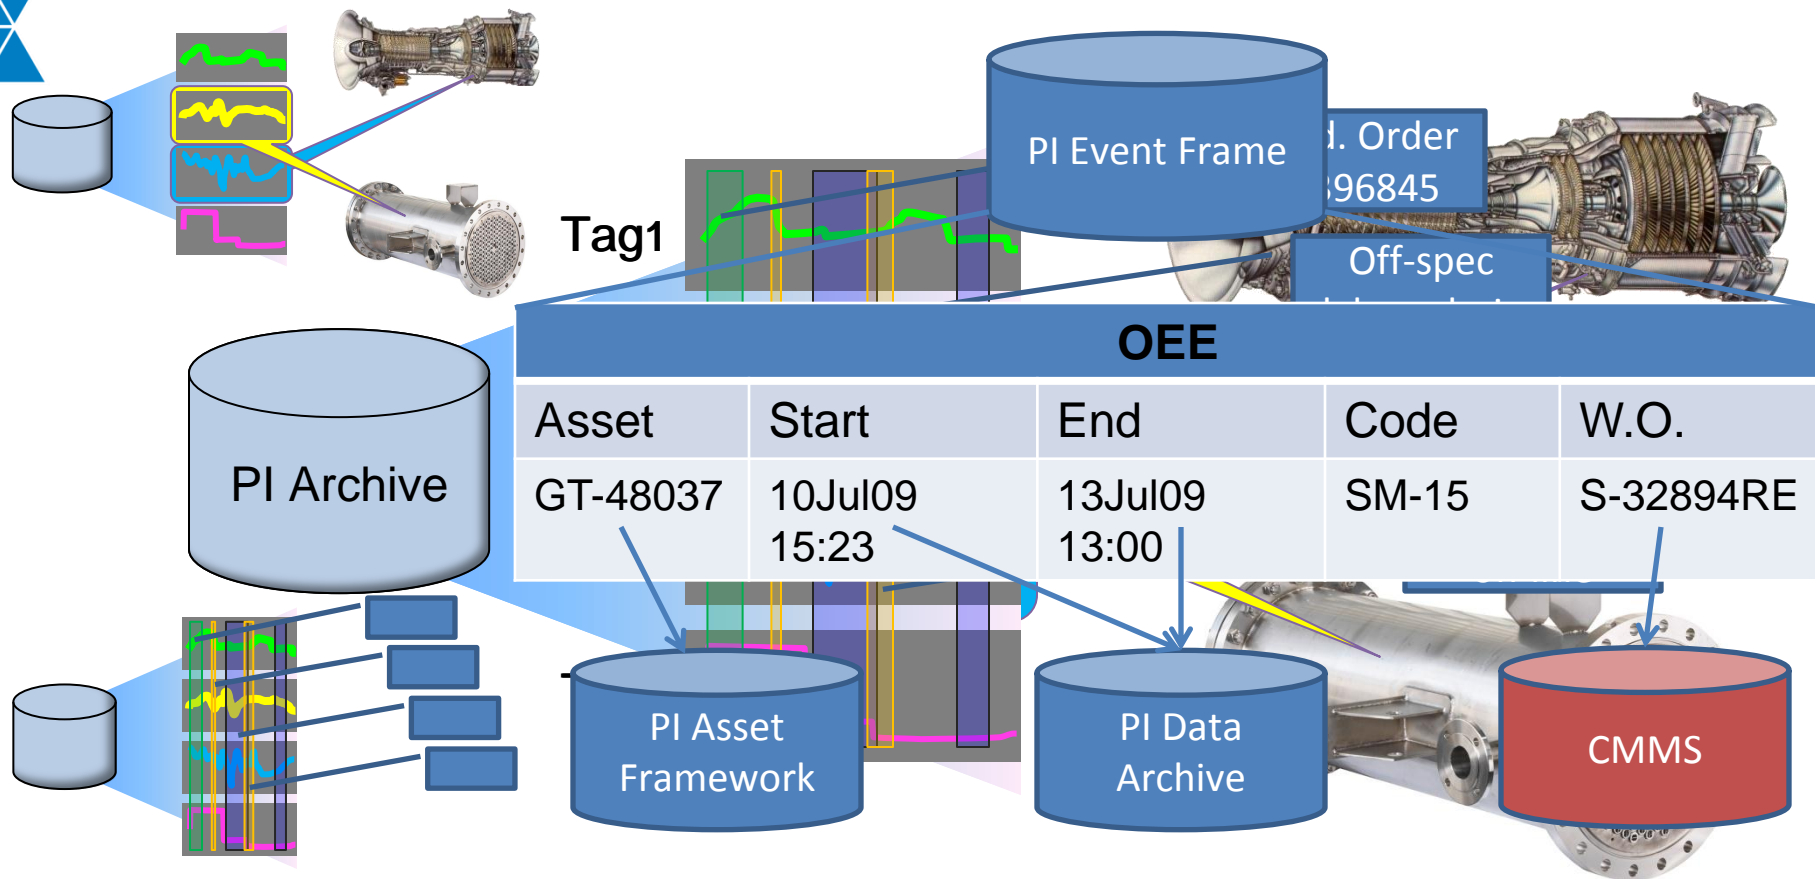 PI Event Frame
d. Order
396845
Tag1
Off-spec
OEE
Asset Start End Code W.O.
GT-48037 10Jul09 13Jul09 SM-15 S-32894RE
15:23 13:00
PI Archive
PI Asset
Framework
PI Data
Archive
CMMS